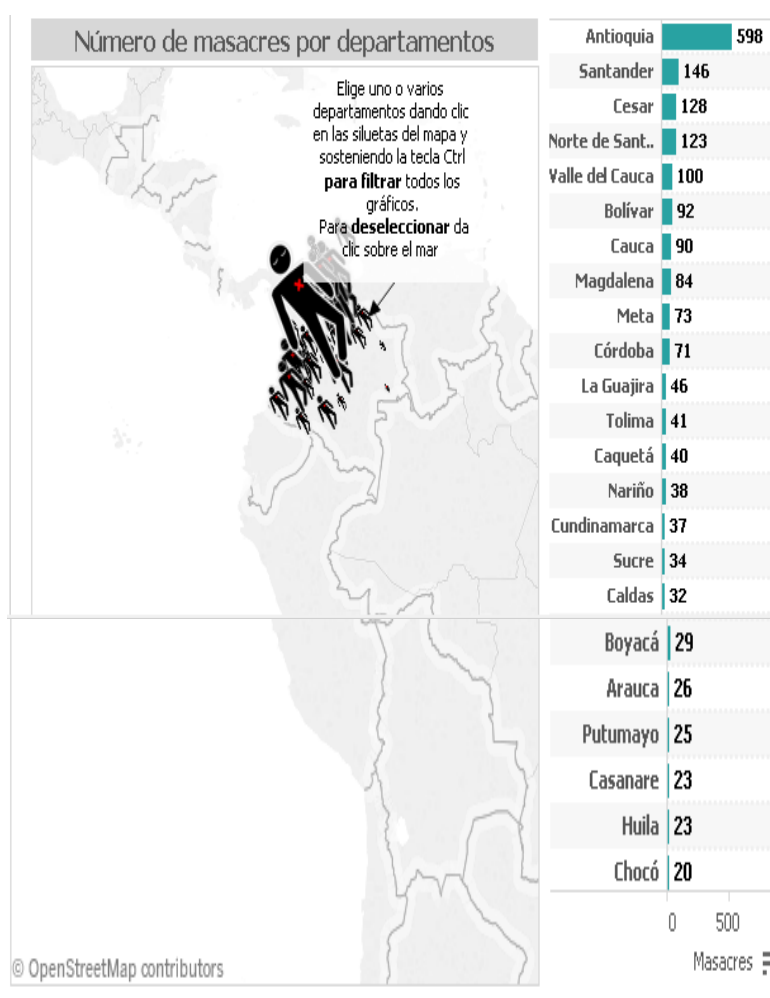 Número de masacres por departamentos
Elige uno o varios
departamentos dando clic
en las siluetas del mapa y
sosteniendo la tecla Ctrl
para filtrar todos los
gráficos.
Para deseleccionar da
clic sobre el mar
© OpenStreetMap contributors
Antioquia 598
Santander 146
Cesar 128
Norte de Sant.. 123
Valle del Cauca 100
Bolívar 92
Cauca 90
Magdalena 84
Meta 73
Córdoba 71
La Guajira 46
Tolima 41
Caquetá 40
Nariño 38
Cundinamarca 37
Sucre 34
Caldas 32
Boyacá 29
Arauca 26
Putumayo 25
Casanare 23
Huila 23
Chocó 20
0 500
Masacres